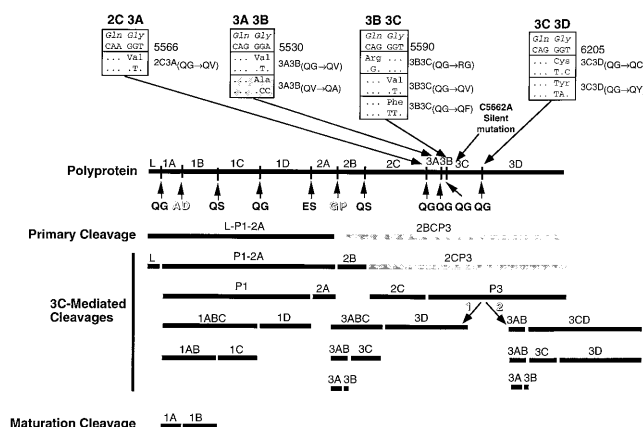 2C 3A
3A 3B
3B 3C
3C 3D
Gln Gly
CAA GGT
... Val
... .T.
5566
2C3A(QG→QV)
Gln Gly
CAG GGA
... Val
... .T.
... Ala
... .CC.
5530
3A3B(QG→QV)
3A3B(QV→QA)
Gln Gly
CAG GGT
Arg ...
.G. ...
... Val
... .T.
... Phe
... TT.
5590
3B3C(QG→RG)
3B3C(QG→QV)
3B3C(QG→QF)
C5662A
Silent
mutation
Gln Gly
CAG GGT
... Cys
... T.C
... Tyr
... TA.
6205
3C3D(QG→QC
3C3D(QG→QY
Polyprotein
L 1A 1B 1C 1D 2A 2B 2C 3A 3B 3C 3D
QG AD QS QG ES GP QS QG QG QG QG
Primary Cleavage
L-P1-2A
2BCP3
3C-Mediated
Cleavages
L P1-2A 2B 2CP3
P1 2A 2C P3
1 2
1ABC 1D 3ABC 3D 3AB 3CD
1AB 1C 3AB 3C 3AB 3C 3D
3A 3B 3A 3B
Maturation Cleavage
1A 1B